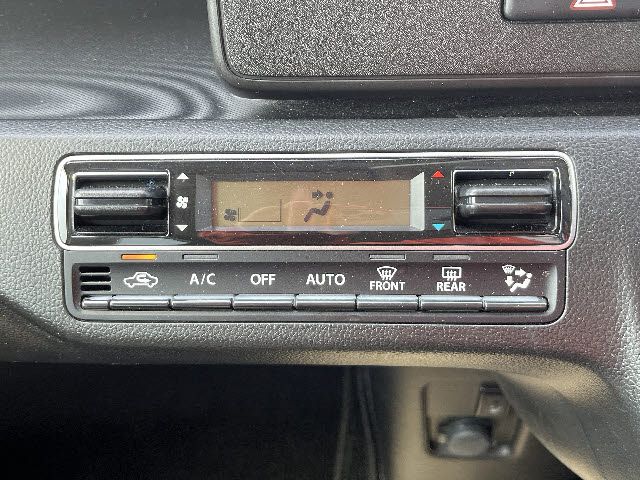 A/C OFF AUTO FRONT REAR